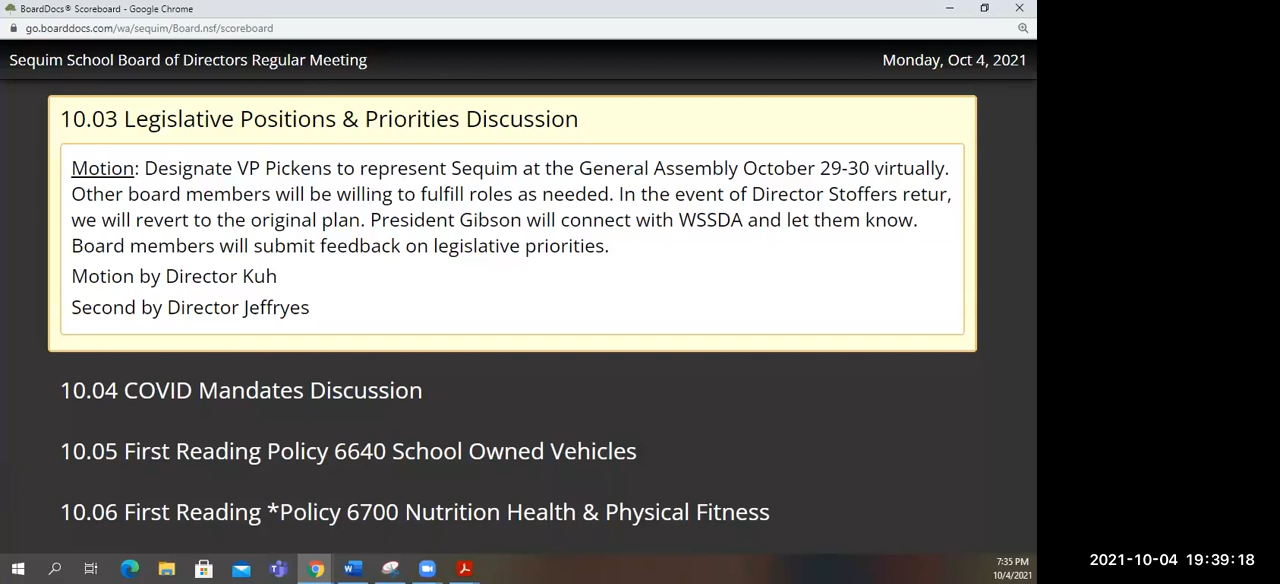 BoardDocs® Scoreboard - Google Chrome
go.boarddocs.com/wa/sequim/Board.nsf/scoreboard
Sequim School Board of Directors Regular Meeting
Monday, Oct 4, 2021
10.03 Legislative Positions & Priorities Discussion
Motion: Designate VP Pickens to represent Sequim at the General Assembly October 29-30 virtually.
Other board members will be willing to fulfill roles as needed. In the event of Director Stoffers retur,
we will revert to the original plan. President Gibson will connect with WSSDA and let them know.
Board members will submit feedback on legislative priorities.
Motion by Director Kuh
Second by Director Jeffryes
10.04 COVID Mandates Discussion
10.05 First Reading Policy 6640 School Owned Vehicles
10.06 First Reading *Policy 6700 Nutrition Health & Physical Fitness
7:35 PM
10/4/2021
2021-10-04 19:39:18